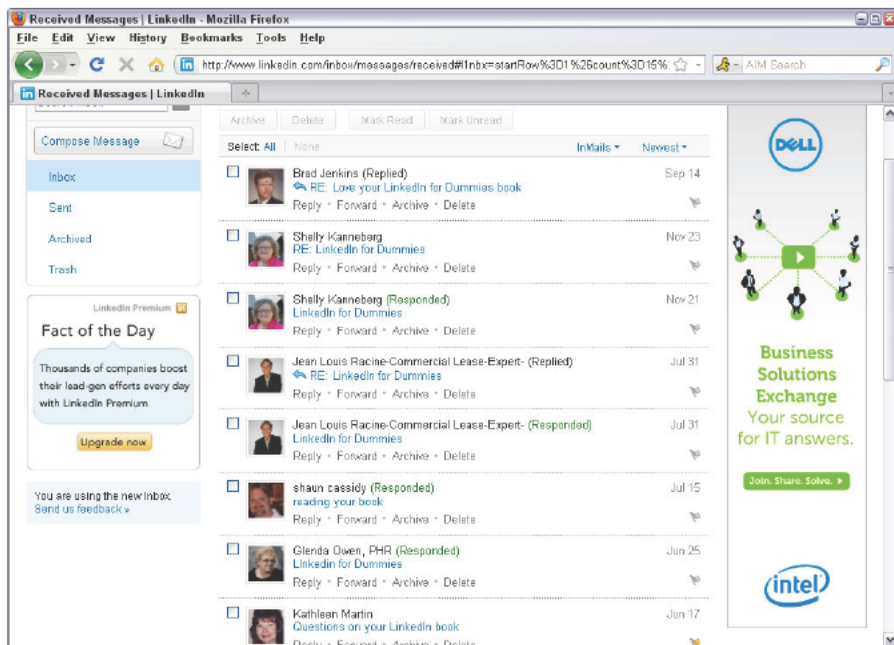 Received Messages | LinkedIn - Mozilla Firefox
File Edit View History Bookmarks Tools Help
http://www.linkedin.com/inbox/messages/received#!inbx=startRow%3D1%26count%3D15%
AIM Search
Received Messages | LinkedIn
Compose Message
Inbox
Sent
Archived
Trash
LinkedIn Premium
Fact of the Day
Thousands of companies boost
their lead-gen efforts every day
with LinkedIn Premium
Upgrade now
You are using the new Inbox.
Send us feedback »
Archive Delete Mark Read Mark Unread
Select: All None InMails Newest
Brad Jenkins (Replied) Sep 14
RE: Love your LinkedIn for Dummies book
Reply • Forward • Archive • Delete
Shelly Kanneberg Nov 23
RE: LinkedIn for Dummies
Reply • Forward • Archive • Delete
Shelly Kanneberg (Responded) Nov 21
LinkedIn for Dummies
Reply • Forward • Archive • Delete
Jean Louis Racine-Commercial Lease-Expert- (Replied) Jul 31
RE: LinkedIn for Dummies
Reply • Forward • Archive • Delete
Jean Louis Racine-Commercial Lease-Expert- (Responded) Jul 31
LinkedIn for Dummies
Reply • Forward • Archive • Delete
shaun cassidy (Responded) Jul 15
reading your book
Reply • Forward • Archive • Delete
Glenda Owen, PHR (Responded) Jun 25
LInkedin for Dummies
Reply • Forward • Archive • Delete
Kathleen Martin Jun 17
Questions on your LinkedIn book
Reply • Forward • Archive • Delete
DELL
Business
Solutions
Exchange
Your source
for IT answers.
Join. Share. Solve.
intel